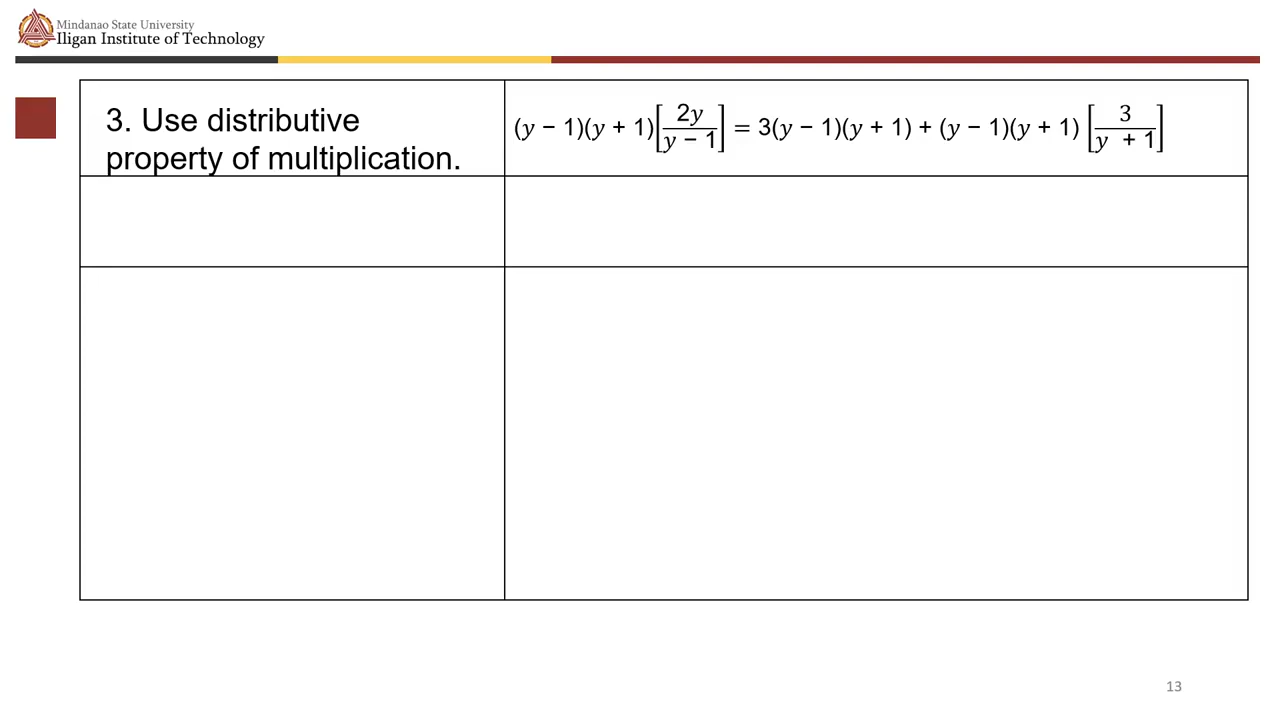 Mindanao State University
Iligan Institute of Technology
3. Use distributive
property of multiplication.
(y − 1)(y + 1)[2y / y − 1] = 3(y − 1)(y + 1) + (y − 1)(y + 1) [3 / y + 1]
13